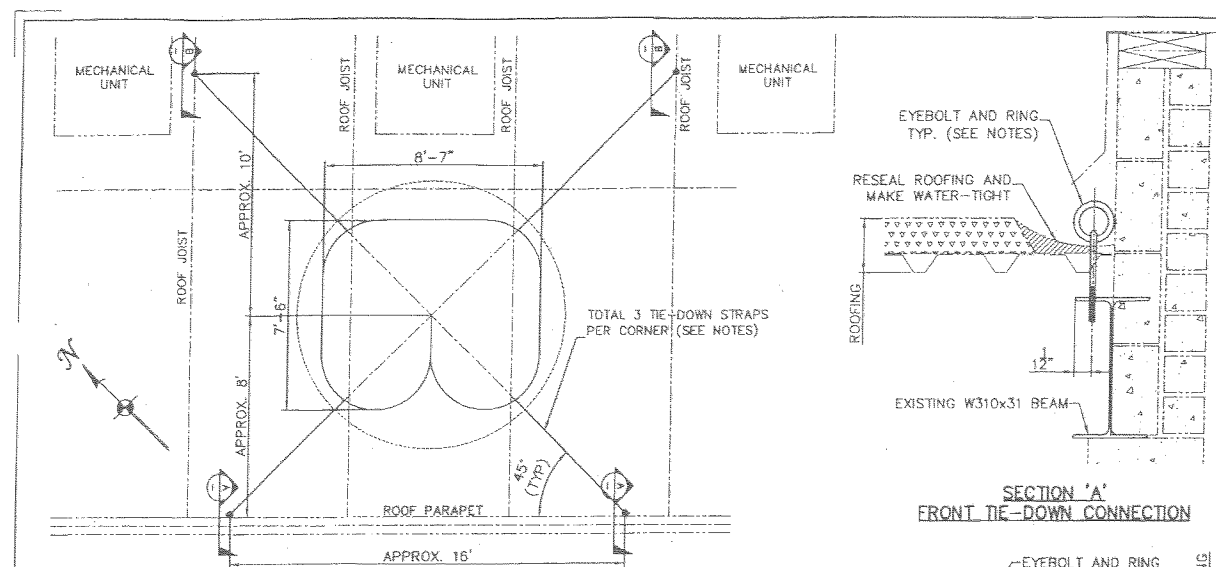 MECHANICAL
UNIT
MECHANICAL
UNIT
MECHANICAL
UNIT
B
B
ROOF JOIST
ROOF JOIST
ROOF JOIST
ROOF JOIST
8'-7"
7'-6"
APPROX. 10'
APPROX. 8'
N
TOTAL 3 TIE-DOWN STRAPS
PER CORNER (SEE NOTES)
45°
(TYP)
A
A
ROOF PARAPET
APPROX. 16'
EYEBOLT AND RING
TYP. (SEE NOTES)
RESEAL ROOFING AND
MAKE WATER-TIGHT
ROOFING
1 1/2"
EXISTING W310x31 BEAM
SECTION 'A'
FRONT TIE-DOWN CONNECTION
EYEBOLT AND RING